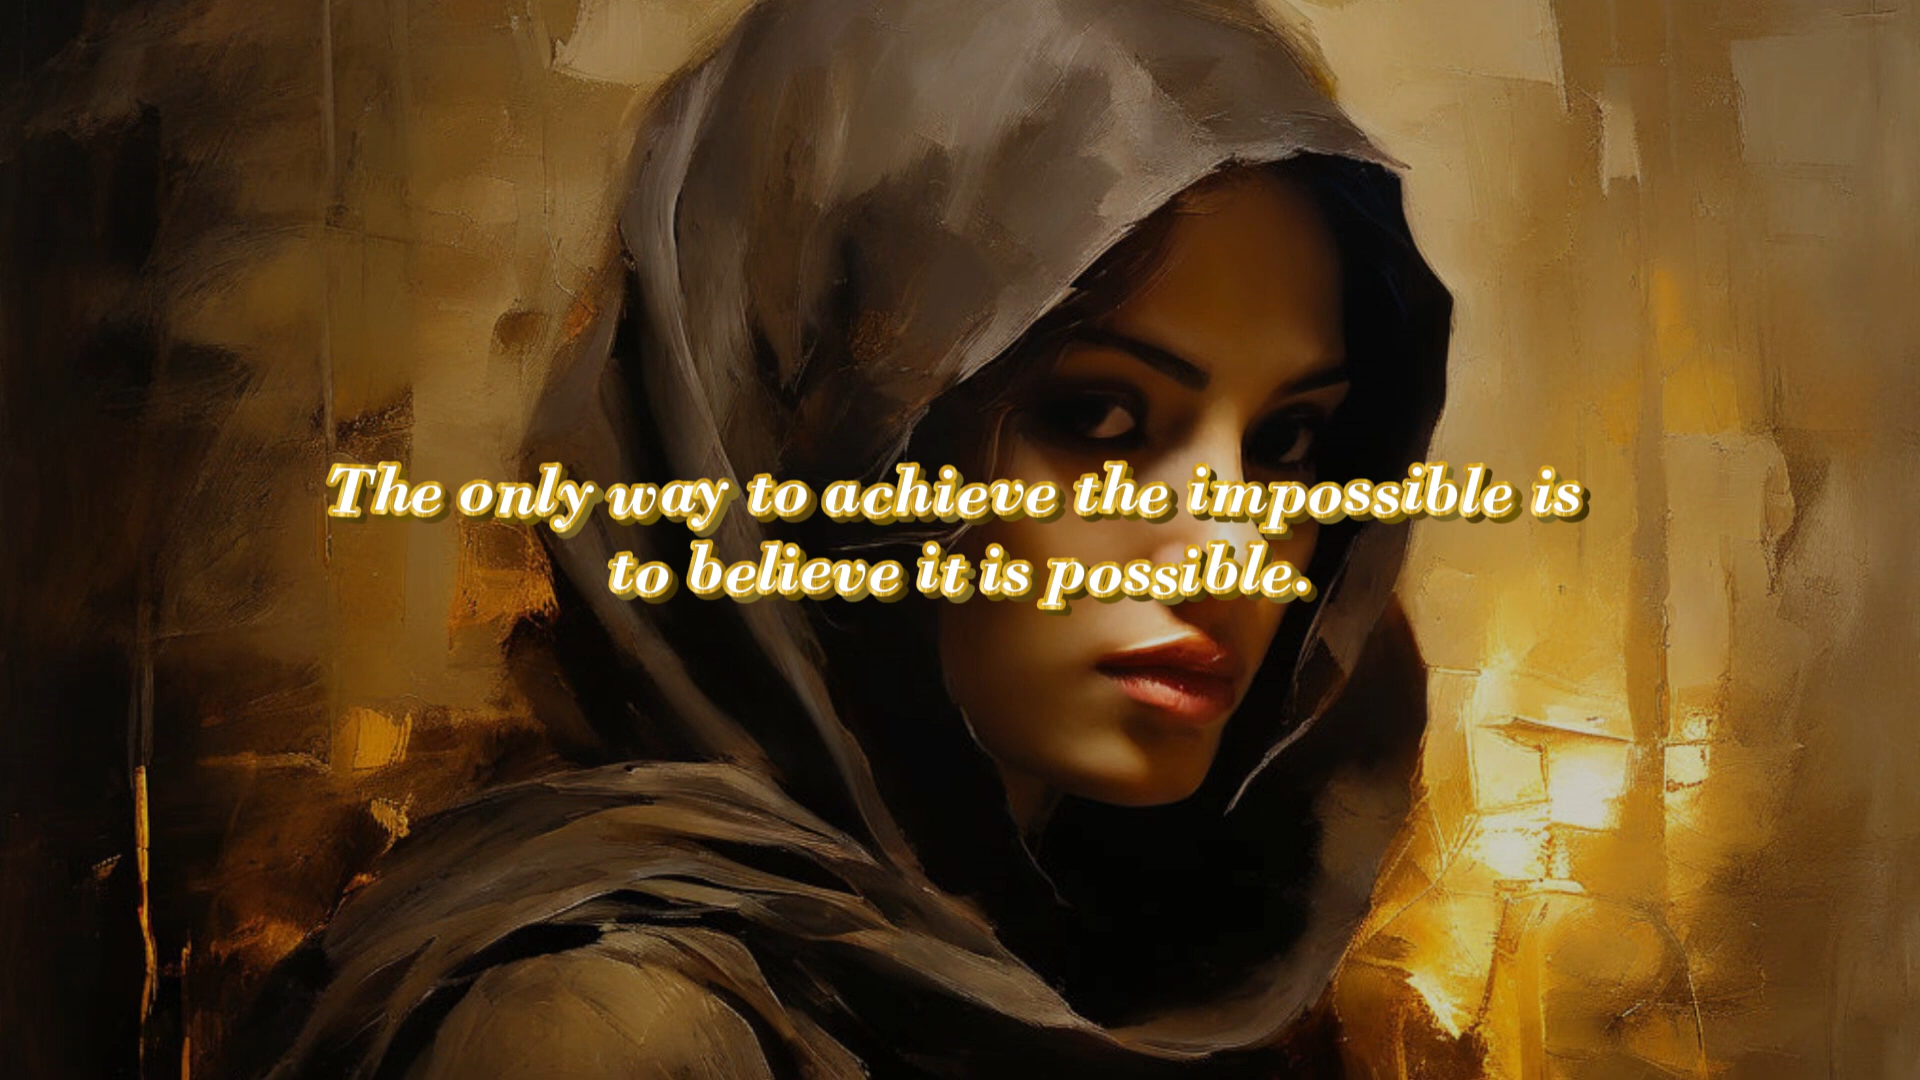 The only way to achieve the impossible is
to believe it is possible.